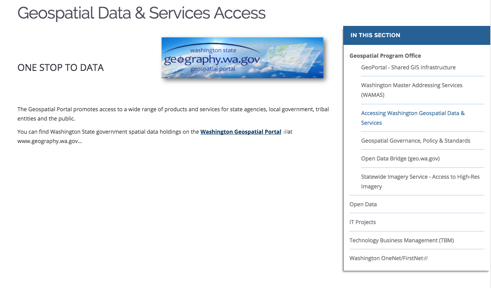 Geospatial Data & Services Access
ONE STOP TO DATA
washington state
geography.wa.gov
geospatial portal
The Geospatial Portal promotes access to a wide range of products and services for state agencies, local government, tribal
entities and the public.
You can find Washington State government spatial data holdings on the Washington Geospatial Portal at
www.geography.wa.gov...
IN THIS SECTION
Geospatial Program Office
GeoPortal - Shared GIS Infrastructure
Washington Master Addressing Services
(WAMAS)
Accessing Washington Geospatial Data &
Services
Geospatial Governance, Policy & Standards
Open Data Bridge (geo.wa.gov)
Statewide Imagery Service - Access to High-Res
Imagery
Open Data
IT Projects
Technology Business Management (TBM)
Washington OneNet/FirstNet